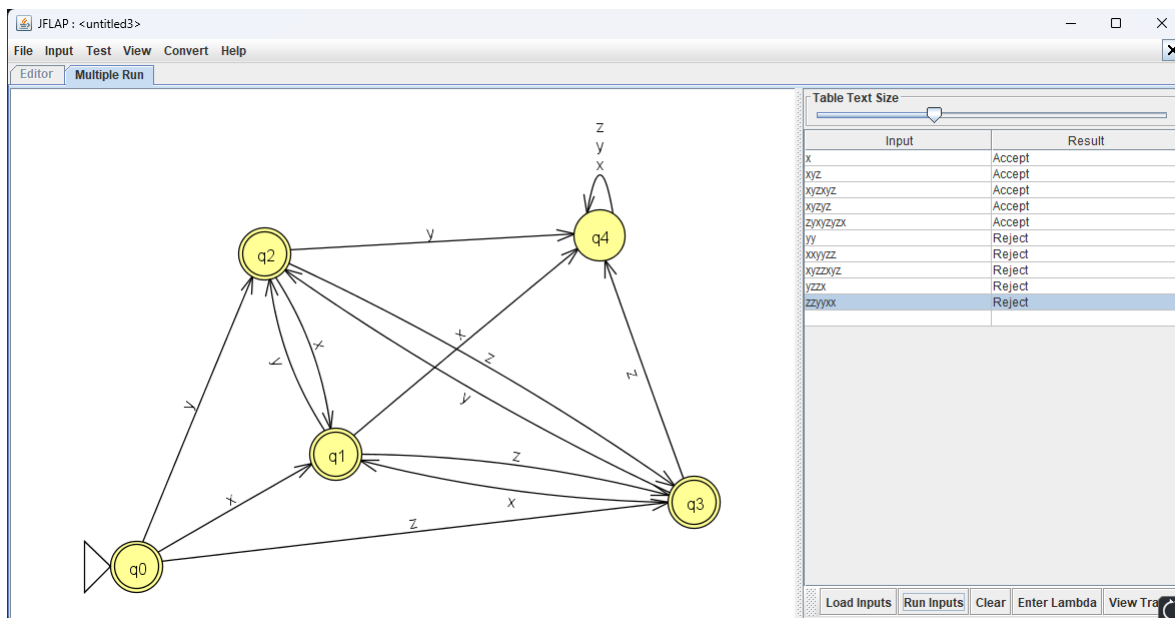 JFLAP : <untitled3>
File Input Test View Convert Help
Editor Multiple Run
Table Text Size
Input Result
x Accept
xyz Accept
xyzxyz Accept
xyzyz Accept
zyxyzyzx Accept
yy Reject
xxyyzz Reject
xyzzxyz Reject
yzzx Reject
zzyyxx Reject
z
y
x
q4
q2
y
x
y
x
z
y
z
y
q1
z
x
q3
x
z
q0
Load Inputs Run Inputs Clear Enter Lambda View Tra